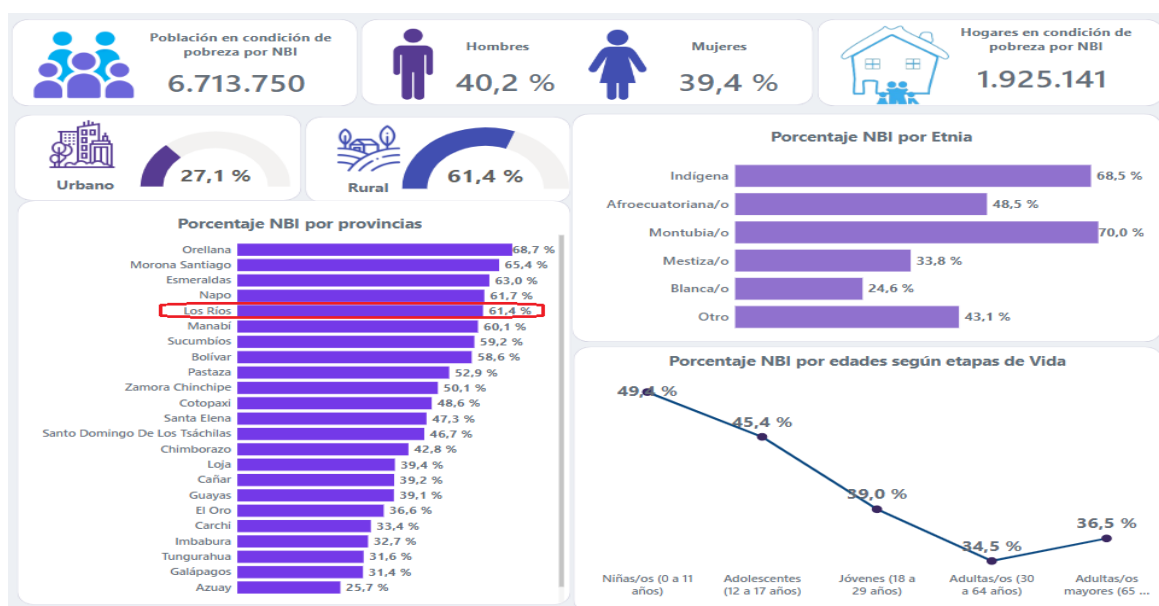 Población en condición de
pobreza por NBI
6.713.750
Hombres
40,2 %
Mujeres
39,4 %
Hogares en condición de
pobreza por NBI
1.925.141
Urbano
27,1 %
Rural
61,4 %
Porcentaje NBI por provincias
Orellana 68,7 %
Morona Santiago 65,4 %
Esmeraldas 63,0 %
Napo 61,7 %
Los Ríos 61,4 %
Manabí 60,1 %
Sucumbíos 59,2 %
Bolívar 58,6 %
Pastaza 52,9 %
Zamora Chinchipe 50,1 %
Cotopaxi 48,6 %
Santa Elena 47,3 %
Santo Domingo De Los Tsáchilas 46,7 %
Chimborazo 42,8 %
Loja 39,4 %
Cañar 39,2 %
Guayas 39,1 %
El Oro 36,6 %
Carchi 33,4 %
Imbabura 32,7 %
Tungurahua 31,6 %
Galápagos 31,4 %
Azuay 25,7 %
Porcentaje NBI por Etnia
Indígena 68,5 %
Afroecuatoriana/o 48,5 %
Montubia/o 70,0 %
Mestiza/o 33,8 %
Blanca/o 24,6 %
Otro 43,1 %
Porcentaje NBI por edades según etapas de Vida
49,4 %
45,4 %
39,0 %
34,5 %
36,5 %
Niñas/os (0 a 11
años)
Adolescentes
(12 a 17 años)
Jóvenes (18 a
29 años)
Adultas/os (30
a 64 años)
Adultas/os
mayores (65 ...